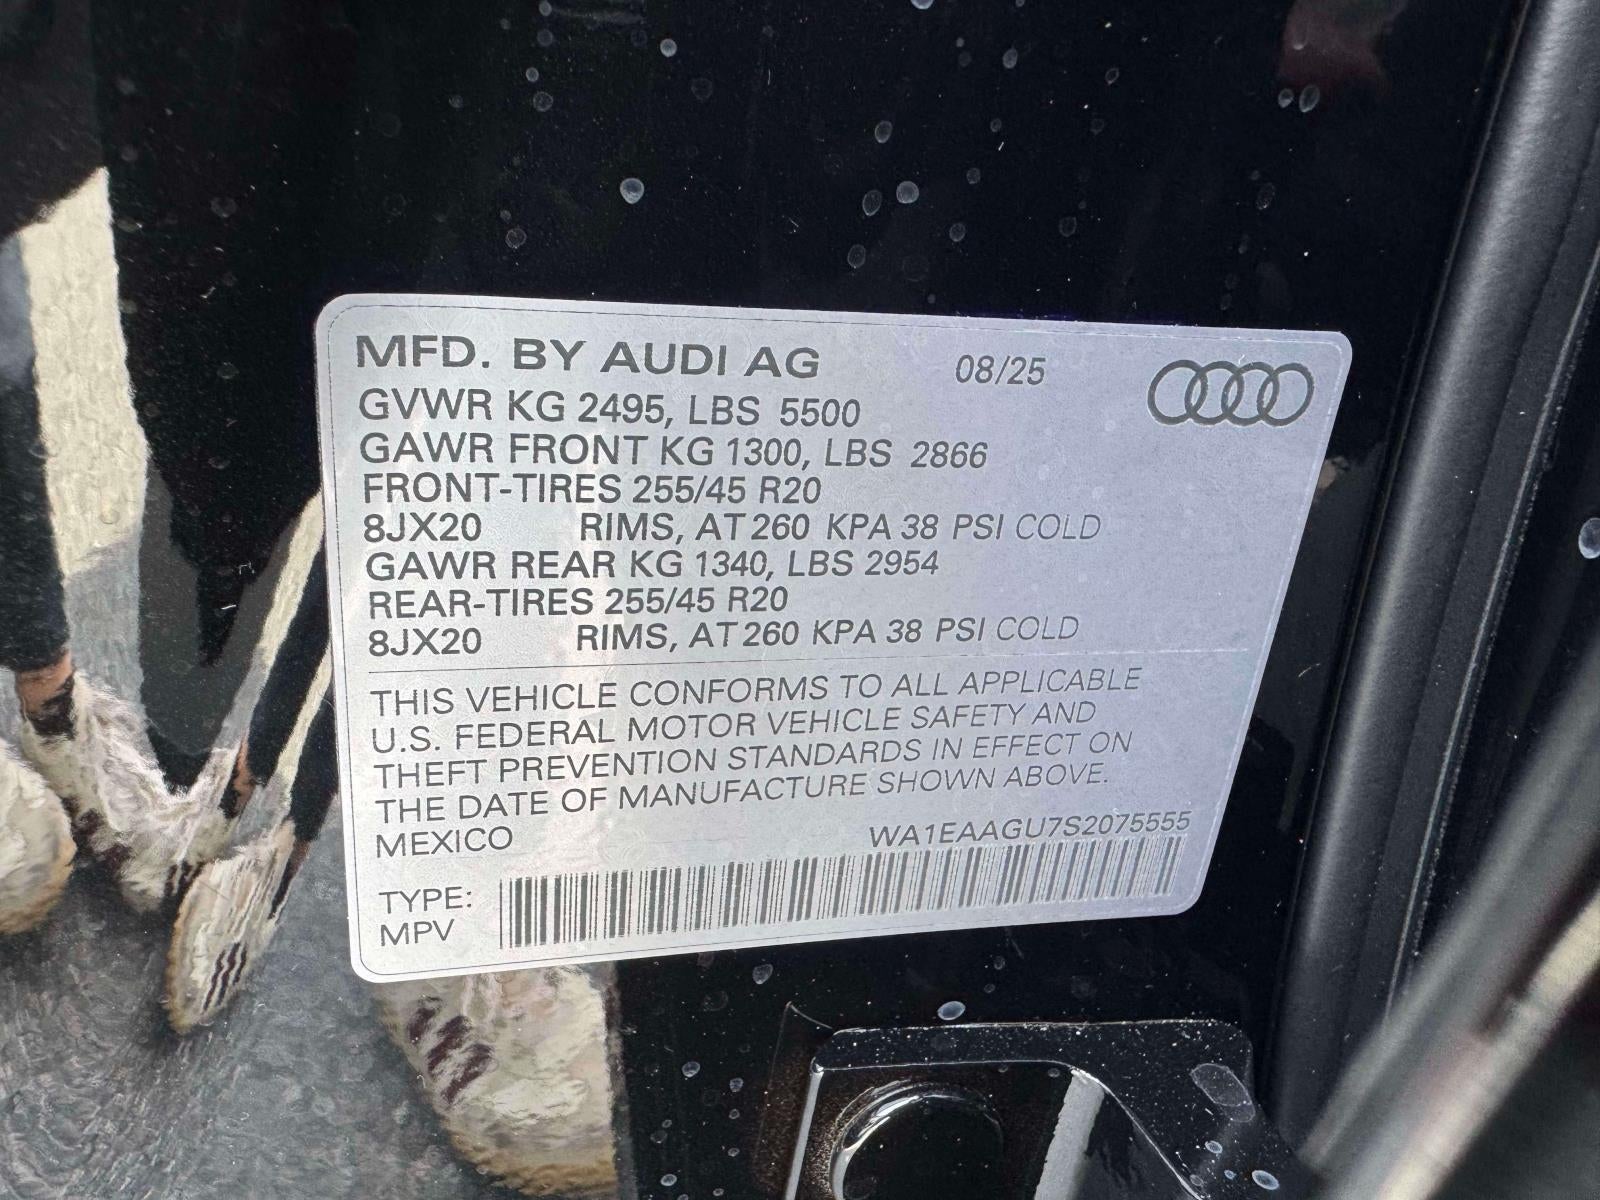 MFD. BY AUDI AG 08/25
GVWR KG 2495, LBS 5500
GAWR FRONT KG 1300, LBS 2866
FRONT-TIRES 255/45 R20
8JX20 RIMS, AT 260 KPA 38 PSI COLD
GAWR REAR KG 1340, LBS 2954
REAR-TIRES 255/45 R20
8JX20 RIMS, AT 260 KPA 38 PSI COLD
THIS VEHICLE CONFORMS TO ALL APPLICABLE
U.S. FEDERAL MOTOR VEHICLE SAFETY AND
THEFT PREVENTION STANDARDS IN EFFECT ON
THE DATE OF MANUFACTURE SHOWN ABOVE.
MEXICO WA1EAAGU7S2075555
TYPE:
MPV